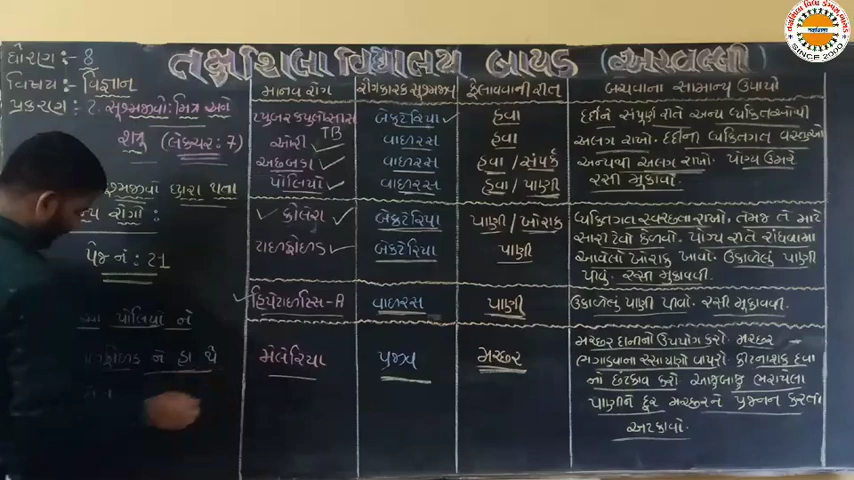 તક્ષશિલા વિદ્યાલય બાયડ (અરવલ્લી)
ધોરણ :- 8
વિષય :- વિજ્ઞાન
પ્રકરણ : 2. સૂક્ષ્મજીવો : મિત્ર અને
શત્રુ (લેક્ચર : 7)
દ્વારા થતા
રોગો :
પેજ નં : 21
પોલિયો ને
માનવ રોગ
ટ્યુબરક્યુલોસિસ
TB
ઓરી
અછબડા
પોલિયો
કોલેરા
ટાઇફોઇડ
હિપેટાઇટિસ-A
મેલેરિયા
રોગકારક સૂક્ષ્મજીવ
બેક્ટેરિયા
વાઇરસ
વાઇરસ
વાઇરસ
બેક્ટેરિયા
બેક્ટેરિયા
વાઇરસ
પ્રજીવ
ફેલાવવાની રીત
હવા
હવા
હવા / સંપર્ક
હવા / પાણી
પાણી / ખોરાક
પાણી
પાણી
મચ્છર
બચવાના સામાન્ય ઉપાયો
દર્દીને સંપૂર્ણ રીતે અન્ય વ્યક્તિઓથી
અલગ રાખો. દર્દીની વ્યક્તિગત વસ્તુઓ
અન્યથી અલગ રાખો. યોગ્ય ઉંમરે
રસી મુકાવો.
વ્યક્તિગત સ્વચ્છતા રાખો. તેમજ તે માટે
સારી ટેવો કેળવો. યોગ્ય રીતે રાંધવામાં
આવેલો ખોરાક ખાવો. ઉકાળેલું પાણી
પીવું. રસી મુકાવવી.
ઉકાળેલું પાણી પીવો. રસી મુકાવવી.
મચ્છરદાનીનો ઉપયોગ કરો. મચ્છર
ભગાડવાના રસાયણો વાપરો. કીટનાશક દવા
નો છંટકાવ કરો. આજુબાજુ ભરાયેલા
પાણીને દૂર મચ્છરને પ્રજનન કરતા
અટકાવો.
SINCE 2000